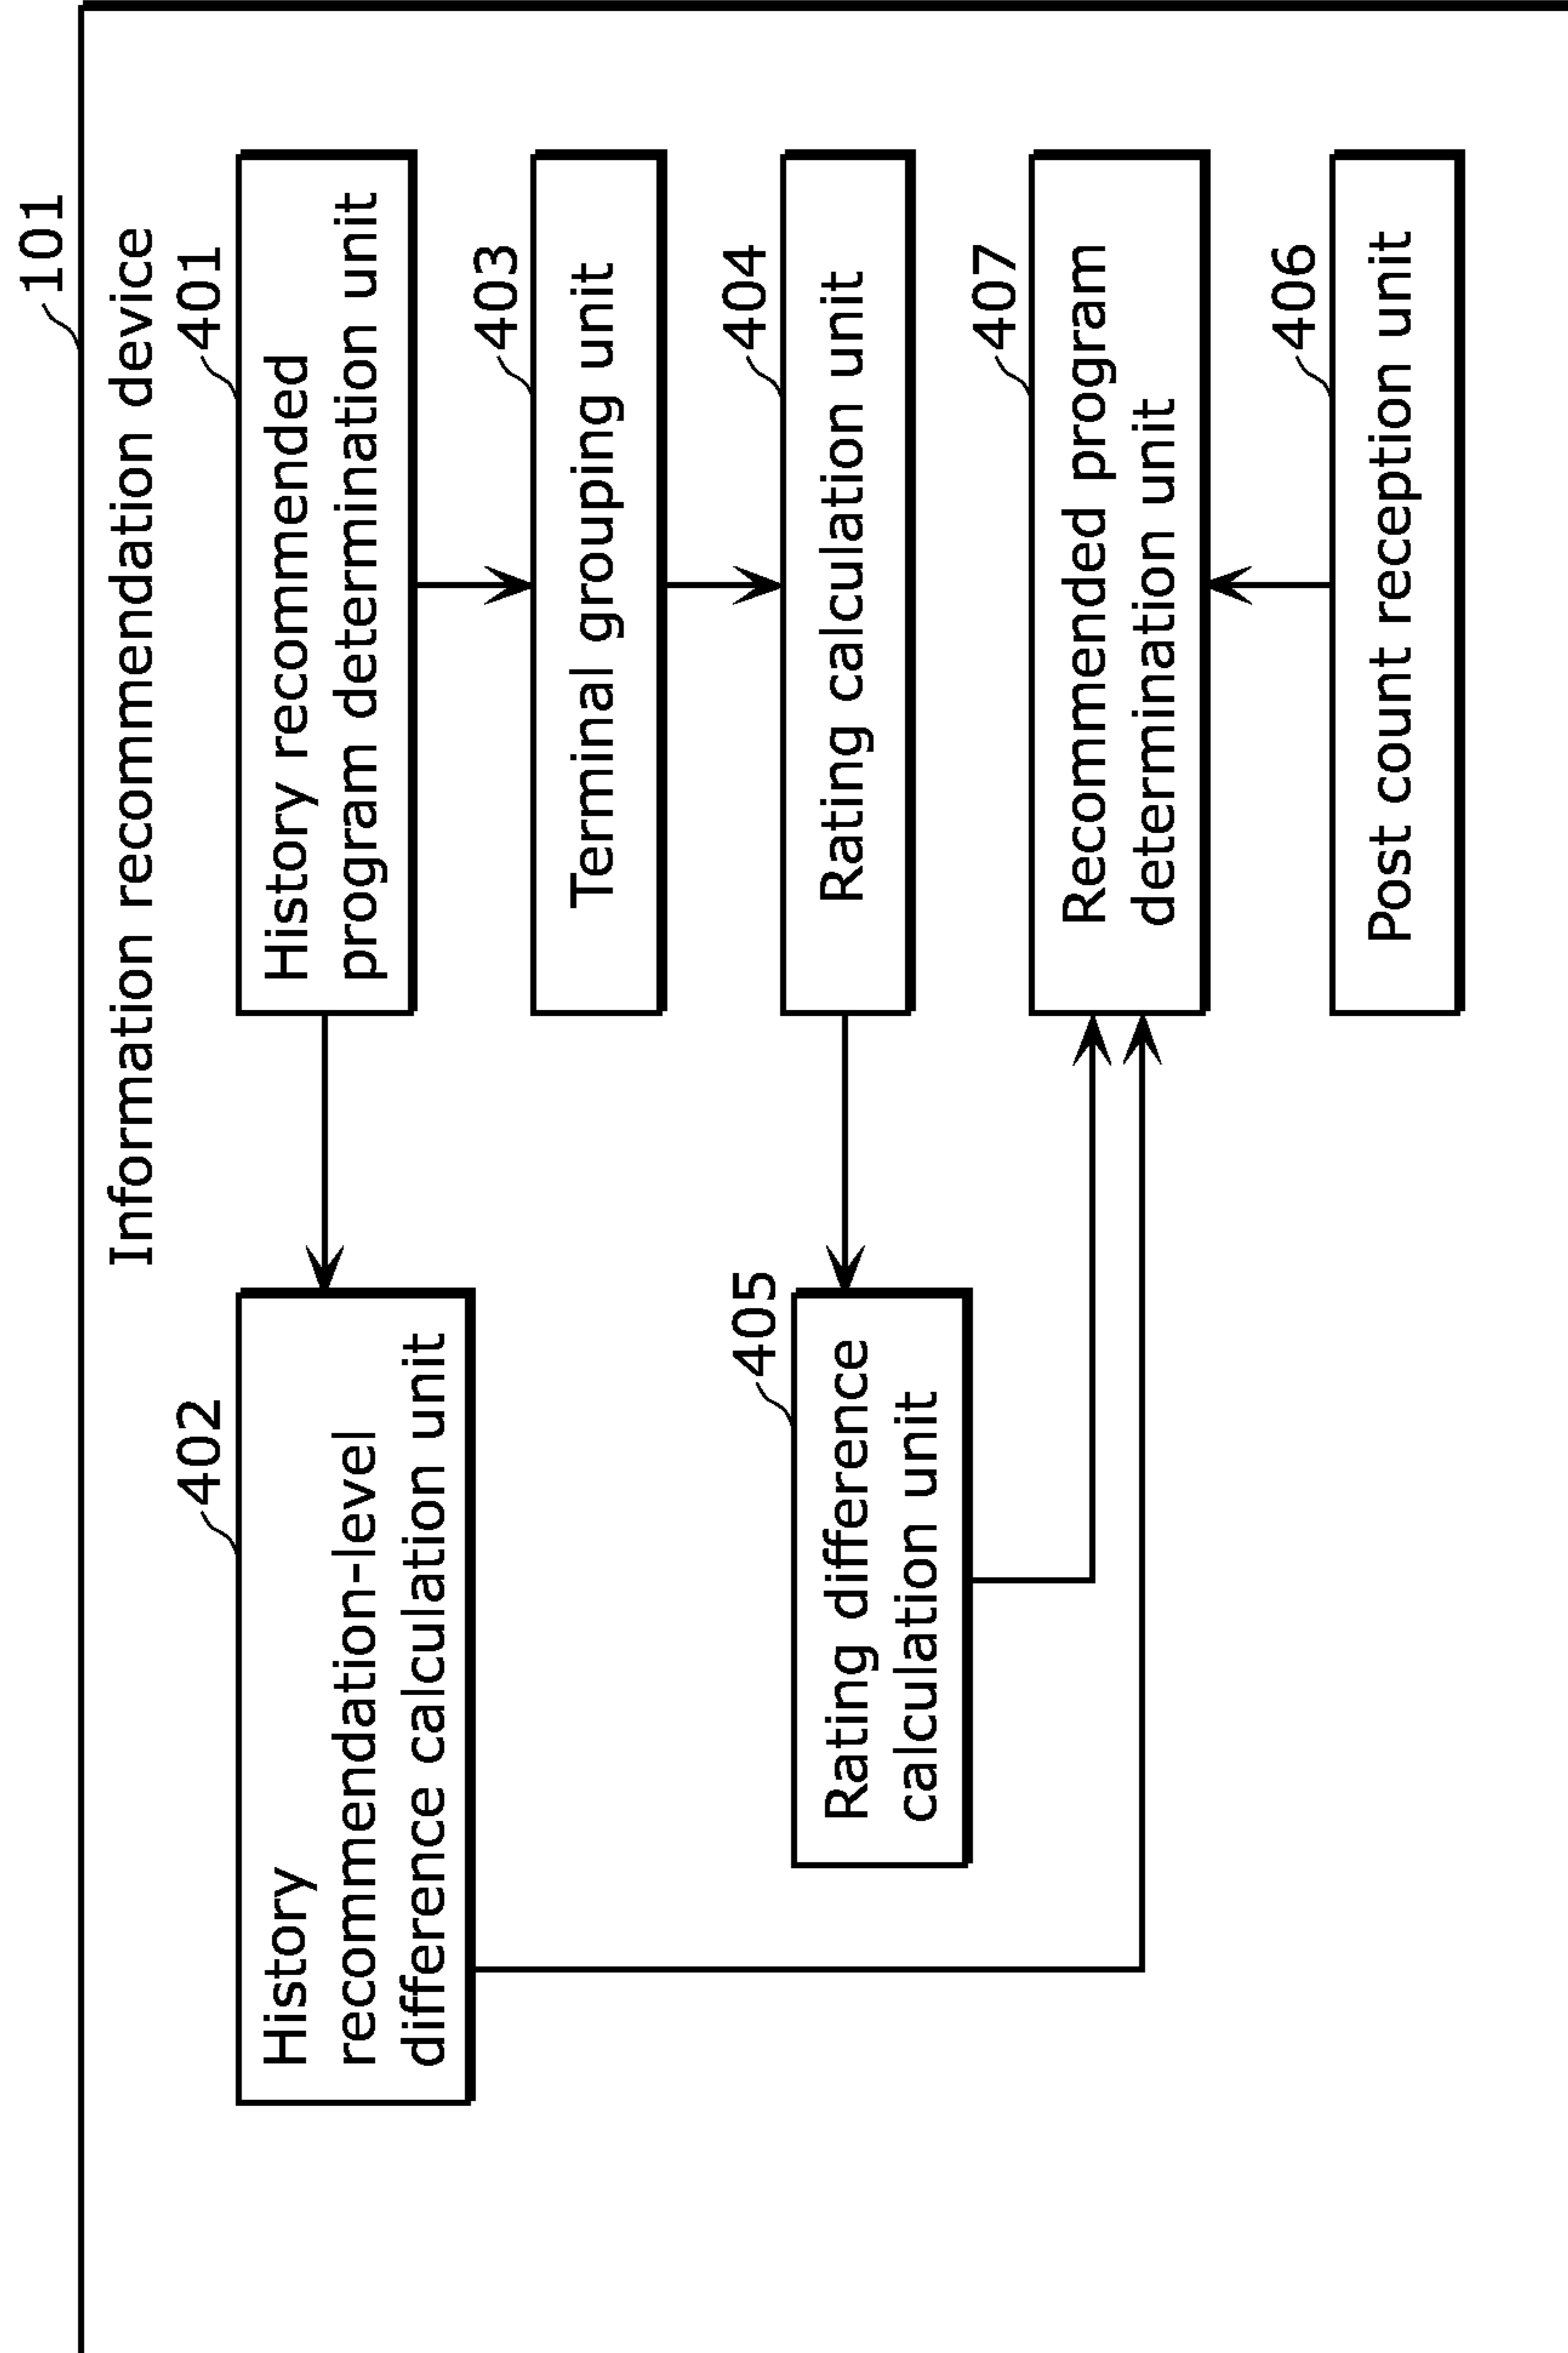 101
Information recommendation device
401
History recommended
program determination unit
402
History
recommendation-level
difference calculation unit
403
Terminal grouping unit
404
Rating calculation unit
405
Rating difference
calculation unit
407
Recommended program
determination unit
406
Post count reception unit